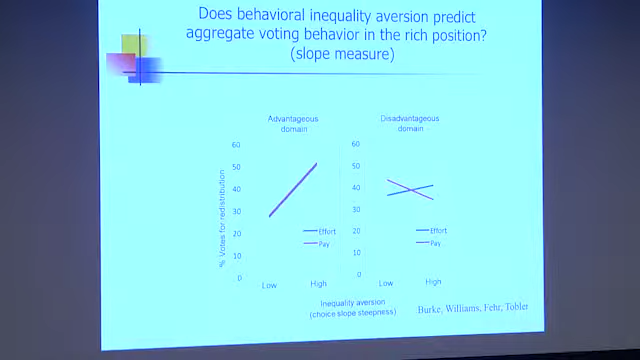 Does behavioral inequality aversion predict
aggregate voting behavior in the rich position?
(slope measure)
Advantageous
domain
% Votes for redistribution
60
50
40
30
20
10
0
Effort
Pay
Low
High
Disadvantageous
domain
60
50
40
30
20
10
0
Effort
Pay
Low
High
Inequality aversion
(choice slope steepness)
Burke, Williams, Fehr, Tobler